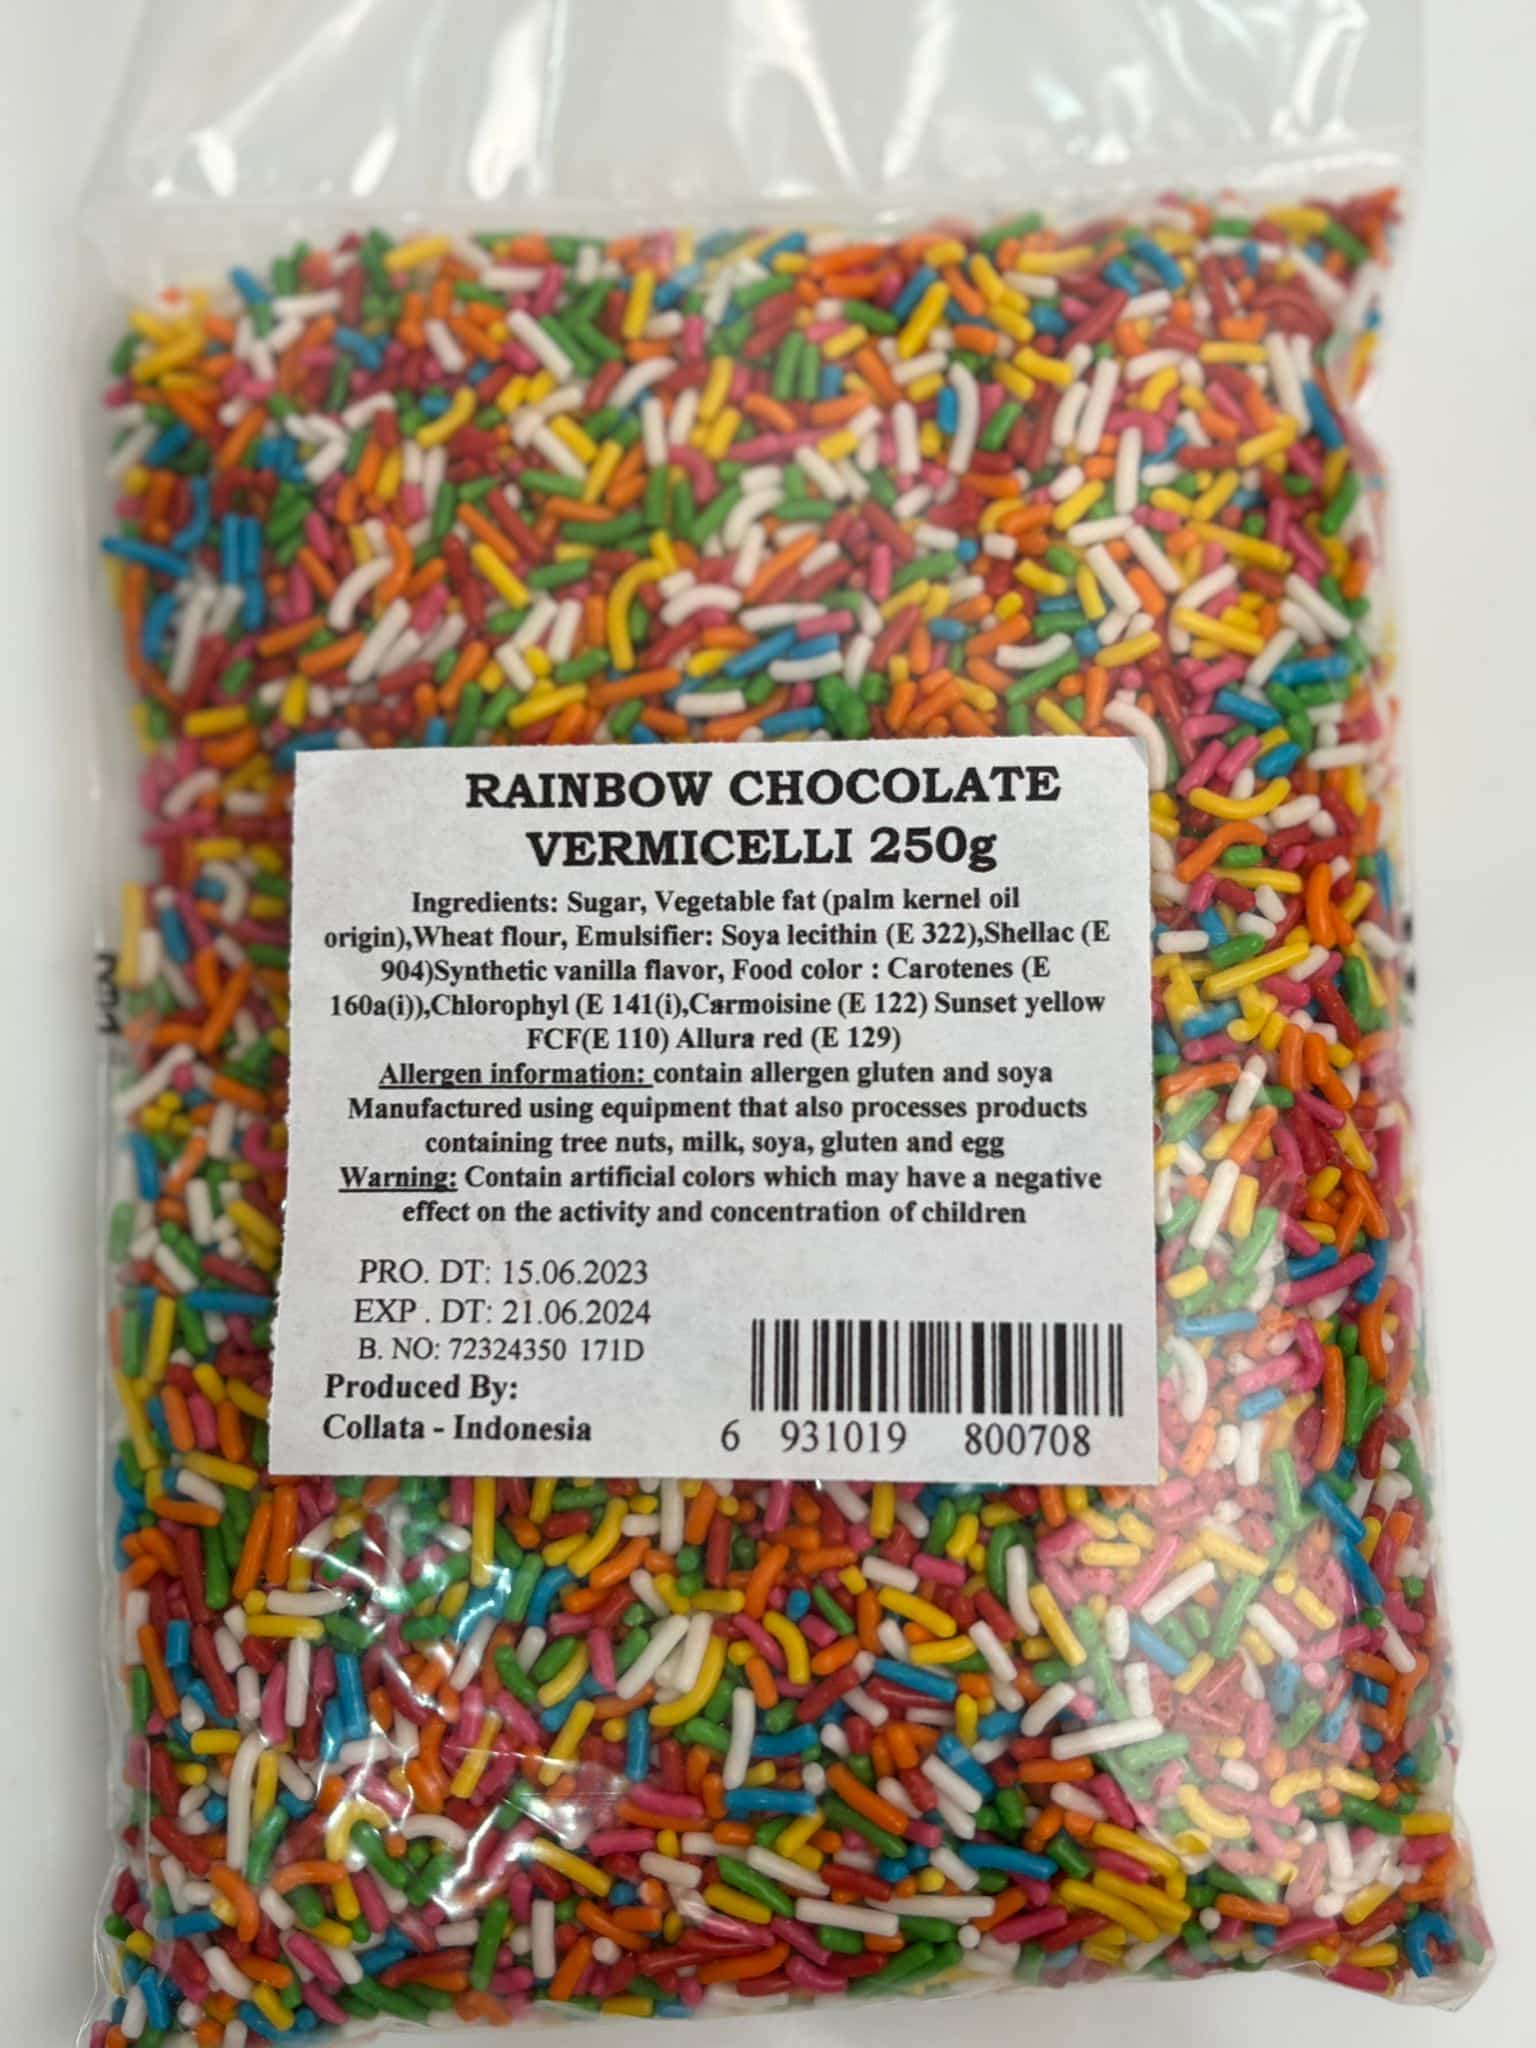 RAINBOW CHOCOLATE
VERMICELLI 250g
Ingredients: Sugar, Vegetable fat (palm kernel oil
origin),Wheat flour, Emulsifier: Soya lecithin (E 322),Shellac (E
904)Synthetic vanilla flavor, Food color : Carotenes (E
160a(i)),Chlorophyl (E 141(i),Carmoisine (E 122) Sunset yellow
FCF(E 110) Allura red (E 129)
Allergen information: contain allergen gluten and soya
Manufactured using equipment that also processes products
containing tree nuts, milk, soya, gluten and egg
Warning: Contain artificial colors which may have a negative
effect on the activity and concentration of children
PRO. DT: 15.06.2023
EXP . DT: 21.06.2024
B. NO: 72324350 171D
Produced By:
Collata - Indonesia
6 931019 800708